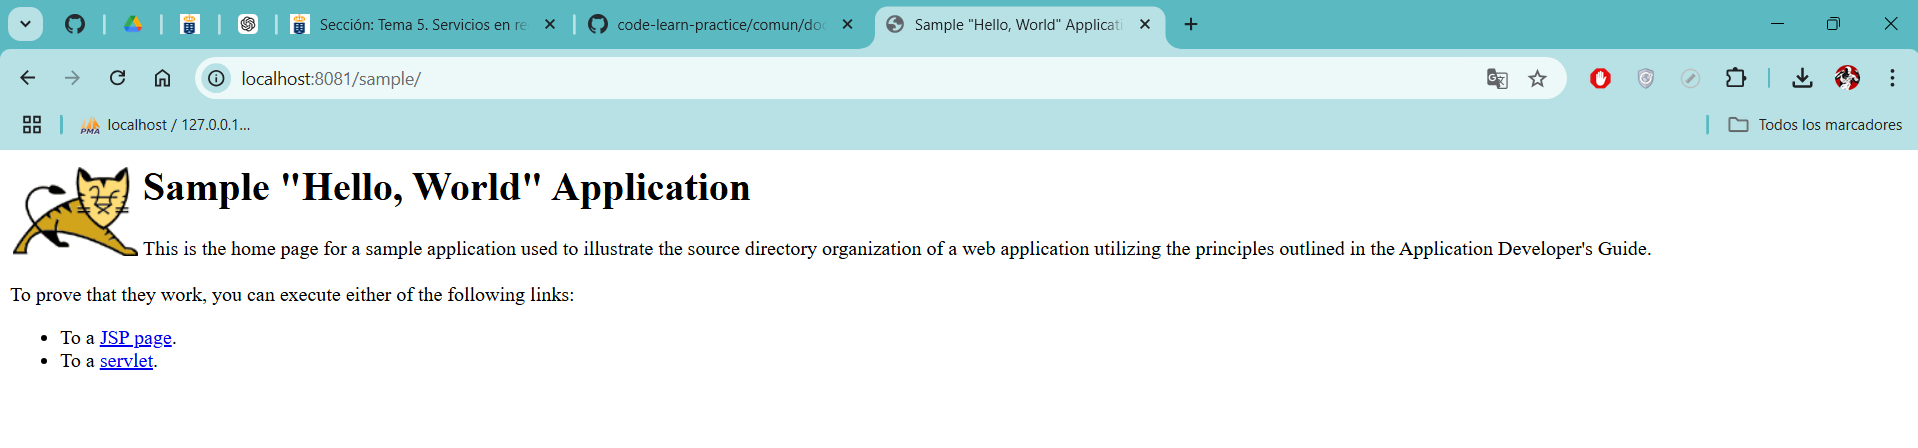 Sección: Tema 5. Servicios en re
code-learn-practice/comun/doc
Sample "Hello, World" Applicati
localhost:8081/sample/
PMA
localhost / 127.0.0.1...
Todos los marcadores
Sample "Hello, World" Application
This is the home page for a sample application used to illustrate the source directory organization of a web application utilizing the principles outlined in the Application Developer's Guide.
To prove that they work, you can execute either of the following links:
• To a JSP page.
• To a servlet.